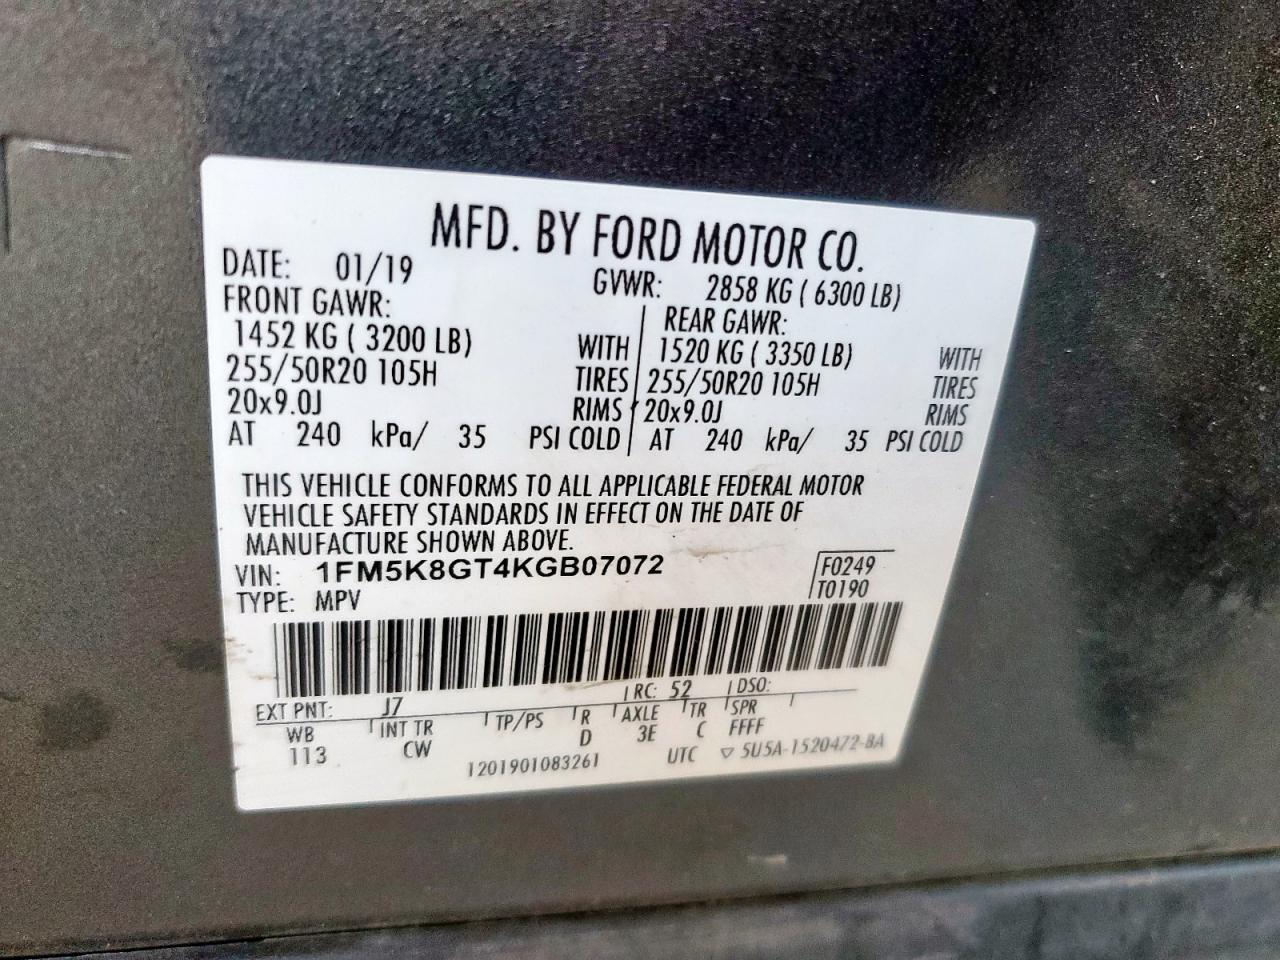 MFD. BY FORD MOTOR CO.
DATE: 01/19 GVWR: 2858 KG ( 6300 LB)
FRONT GAWR: REAR GAWR:
1452 KG ( 3200 LB) WITH 1520 KG ( 3350 LB) WITH
255/50R20 105H TIRES 255/50R20 105H TIRES
20x9.0J RIMS 20x9.0J RIMS
AT 240 kPa/ 35 PSI COLD AT 240 kPa/ 35 PSI COLD
THIS VEHICLE CONFORMS TO ALL APPLICABLE FEDERAL MOTOR
VEHICLE SAFETY STANDARDS IN EFFECT ON THE DATE OF
MANUFACTURE SHOWN ABOVE.
VIN: 1FM5K8GT4KGB07072 F0249
TYPE: MPV T0190
EXT PNT: J7 RC: 52 DSO:
WB INT TR TP/PS R AXLE TR SPR
113 CW D 3E C FFFF
1201901083261 UTC ▽ 5U5A-1520472-BA